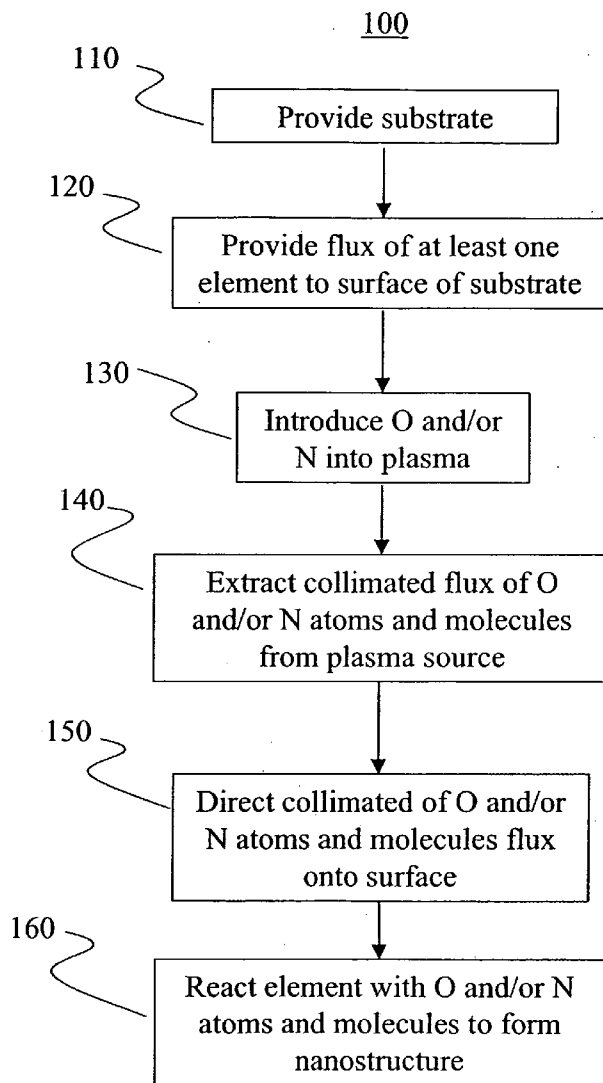 100
110
Provide substrate
120
Provide flux of at least one
element to surface of substrate
130
Introduce O and/or
N into plasma
140
Extract collimated flux of O
and/or N atoms and molecules
from plasma source
150
Direct collimated of O and/or
N atoms and molecules flux
onto surface
160
React element with O and/or N
atoms and molecules to form
nanostructure